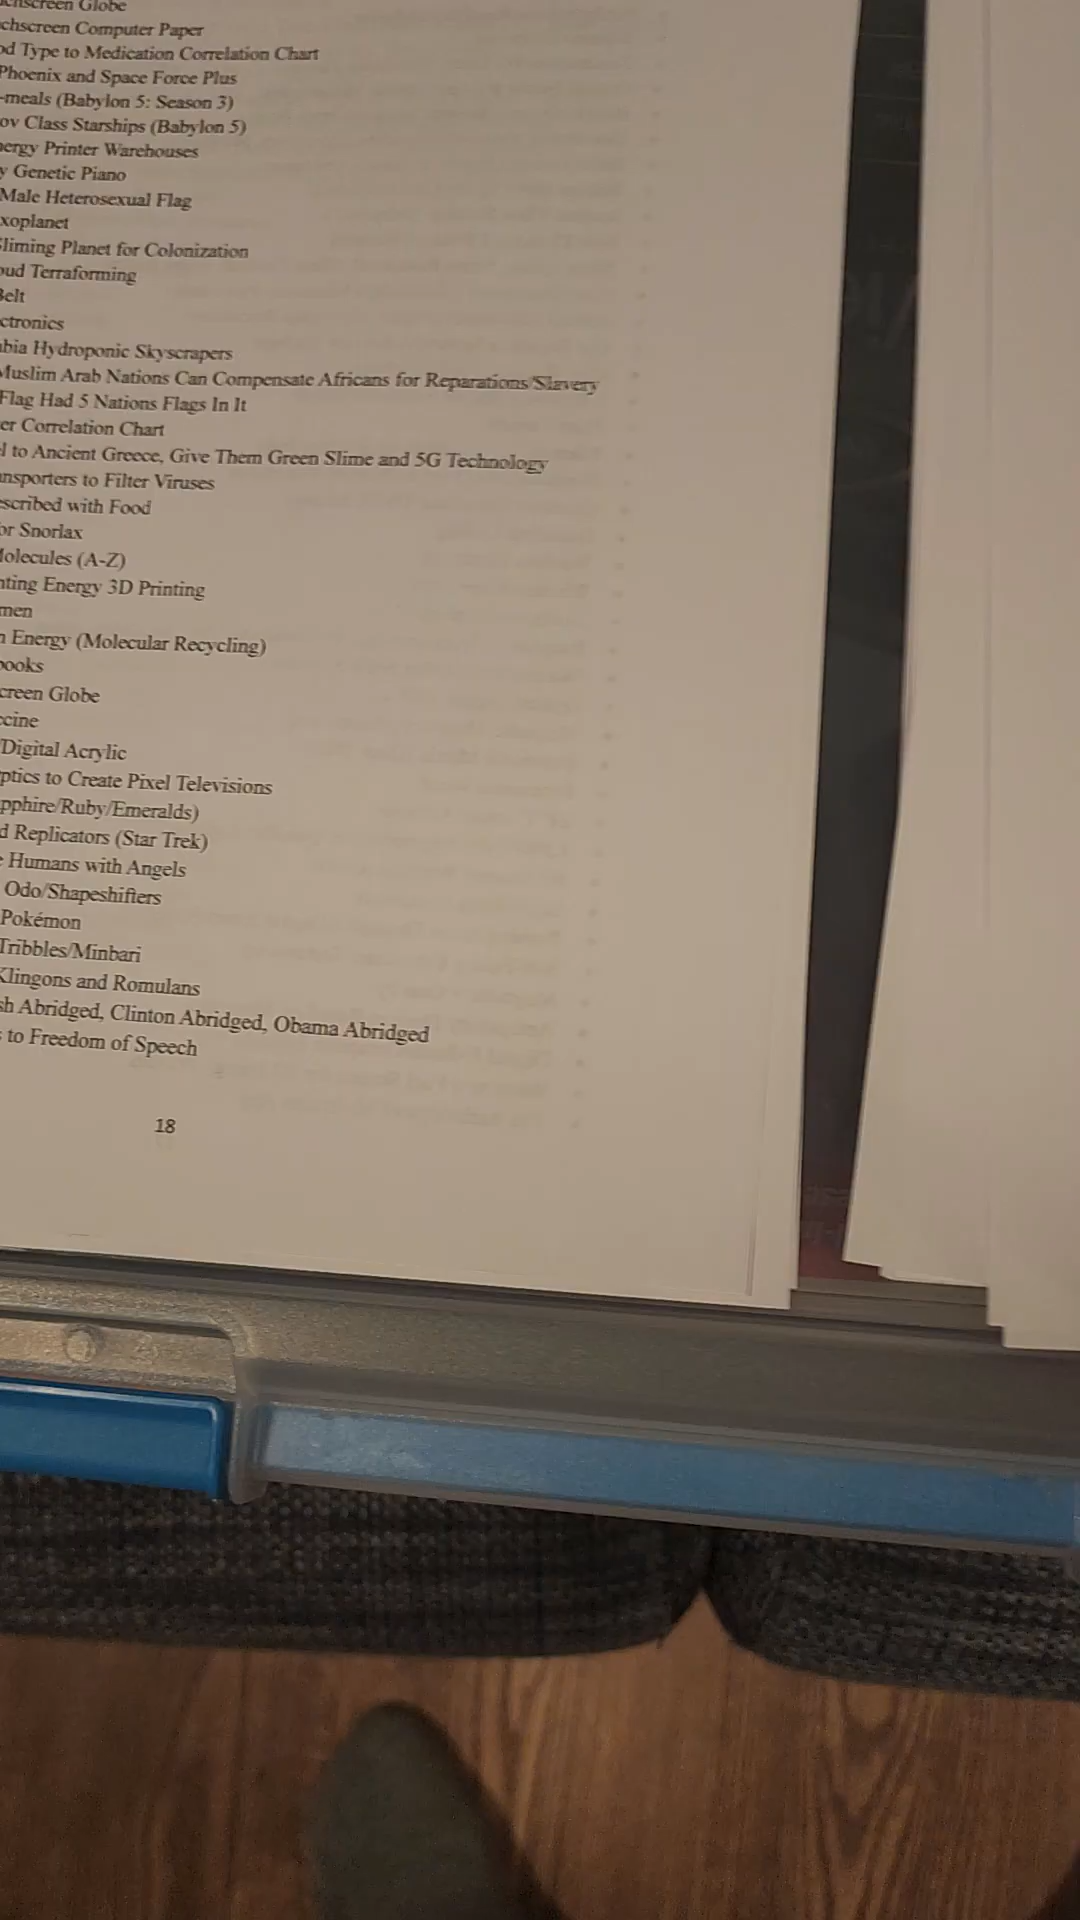 chscreen Globe
chscreen Computer Paper
od Type to Medication Correlation Chart
Phoenix and Space Force Plus
-meals (Babylon 5: Season 3)
ov Class Starships (Babylon 5)
nergy Printer Warehouses
y Genetic Piano
Male Heterosexual Flag
xoplanet
Sliming Planet for Colonization
oud Terraforming
Belt
ctronics
abia Hydroponic Skyscrapers
Muslim Arab Nations Can Compensate Africans for Reparations/Slavery
Flag Had 5 Nations Flags In It
er Correlation Chart
l to Ancient Greece, Give Them Green Slime and 5G Technology
ansporters to Filter Viruses
escribed with Food
or Snorlax
Molecules (A-Z)
nting Energy 3D Printing
men
n Energy (Molecular Recycling)
books
creen Globe
ccine
/Digital Acrylic
ptics to Create Pixel Televisions
pphire/Ruby/Emeralds)
d Replicators (Star Trek)
e Humans with Angels
Odo/Shapeshifters
Pokémon
Tribbles/Minbari
Klingons and Romulans
sh Abridged, Clinton Abridged, Obama Abridged
s to Freedom of Speech
18